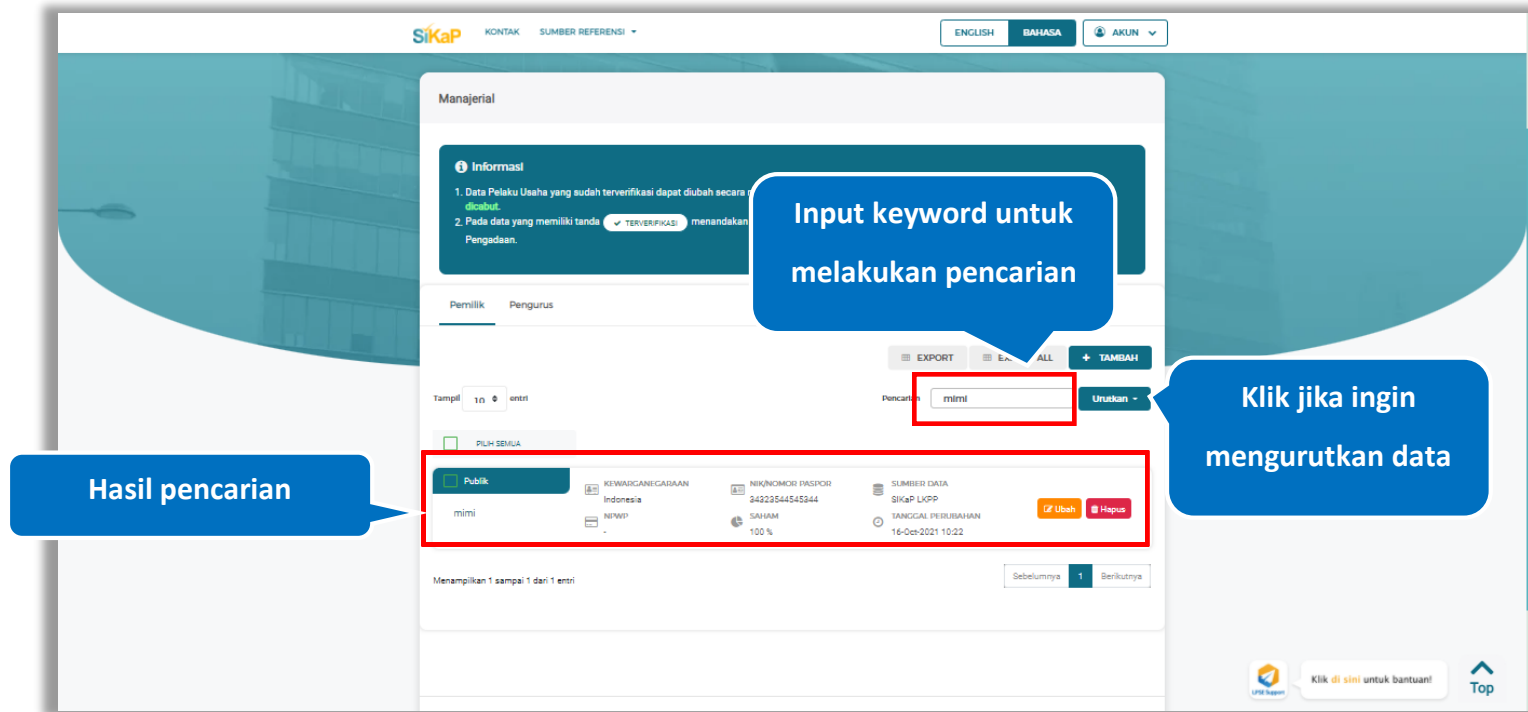 SiKaP KONTAK SUMBER REFERENSI ENGLISH BAHASA AKUN
Manajerial
Informasi
1. Data Pelaku Usaha yang sudah terverifikasi dapat diubah secara
dicabut.
2. Pada data yang memiliki tanda TERVERIFIKASI menandakan
Pengadaan.
Input keyword untuk
melakukan pencarian
Pemilik Pengurus
EXPORT ALL + TAMBAH
Tampil 10 entri Pencarian mimi Urutkan
Klik jika ingin
mengurutkan data
PILIH SEMUA
Hasil pencarian
Publik KEWARGANEGARAAN NIK/NOMOR PASPOR SUMBER DATA
Indonesia 34323544545344 SIKaP LKPP
mimi NPWP SAHAM TANGGAL PERUBAHAN Ubah Hapus
- 100 % 16-Oct-2021 10:22
Menampilkan 1 sampai 1 dari 1 entri Sebelumnya 1 Berikutnya
LPSE Support Klik di sini untuk bantuan! Top